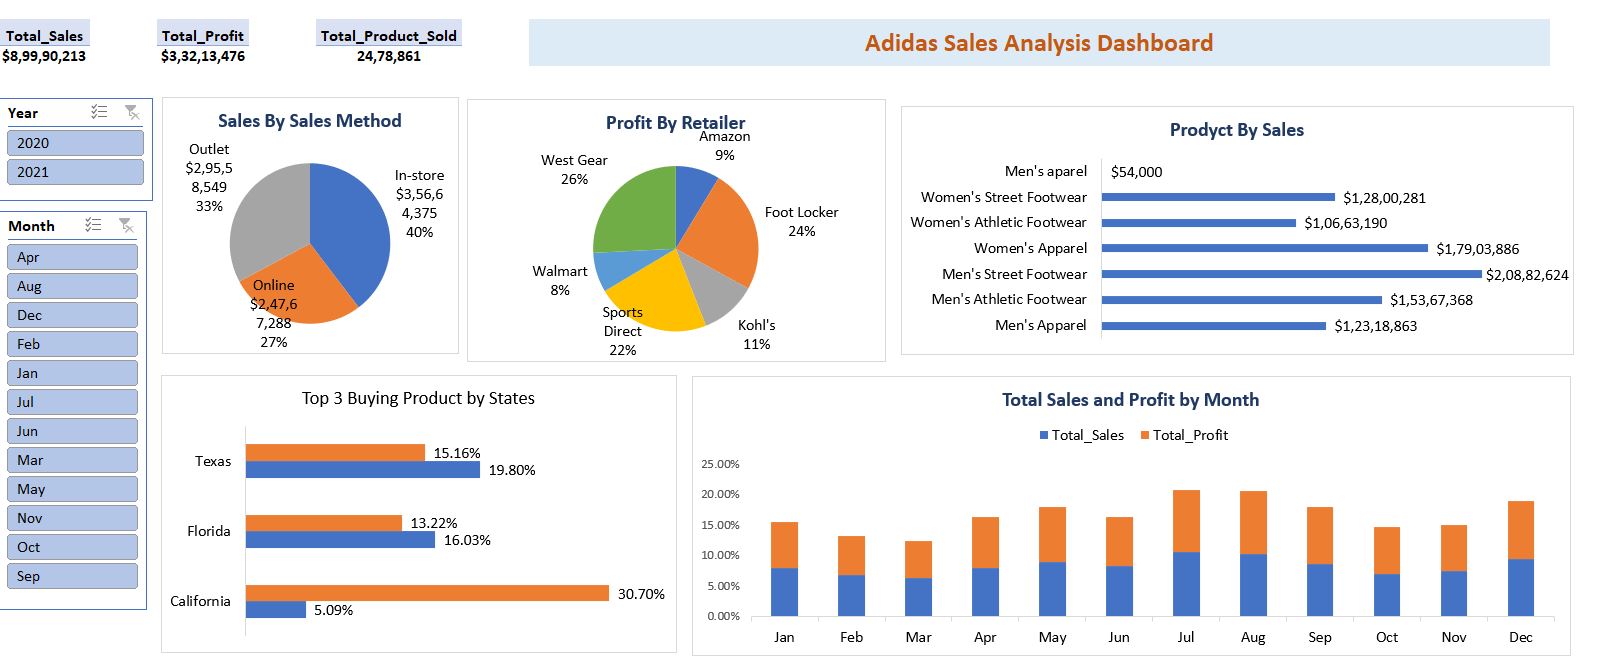 Total_Sales
$8,99,90,213
Total_Profit
$3,32,13,476
Total_Product_Sold
24,78,861
Adidas Sales Analysis Dashboard
Year
2020
2021
Month
Apr
Aug
Dec
Feb
Jan
Jul
Jun
Mar
May
Nov
Oct
Sep
Sales By Sales Method
Outlet
$2,95,5
8,549
33%
In-store
$3,56,6
4,375
40%
Online
$2,47,6
7,288
27%
Profit By Retailer
Amazon
9%
West Gear
26%
Foot Locker
24%
Walmart
8%
Sports
Direct
22%
Kohl's
11%
Prodyct By Sales
Men's aparel $54,000
Women's Street Footwear $1,28,00,281
Women's Athletic Footwear $1,06,63,190
Women's Apparel $1,79,03,886
Men's Street Footwear $2,08,82,624
Men's Athletic Footwear $1,53,67,368
Men's Apparel $1,23,18,863
Top 3 Buying Product by States
Texas
15.16%
19.80%
Florida
13.22%
16.03%
California
30.70%
5.09%
Total Sales and Profit by Month
Total_Sales Total_Profit
25.00%
20.00%
15.00%
10.00%
5.00%
0.00%
Jan Feb Mar Apr May Jun Jul Aug Sep Oct Nov Dec